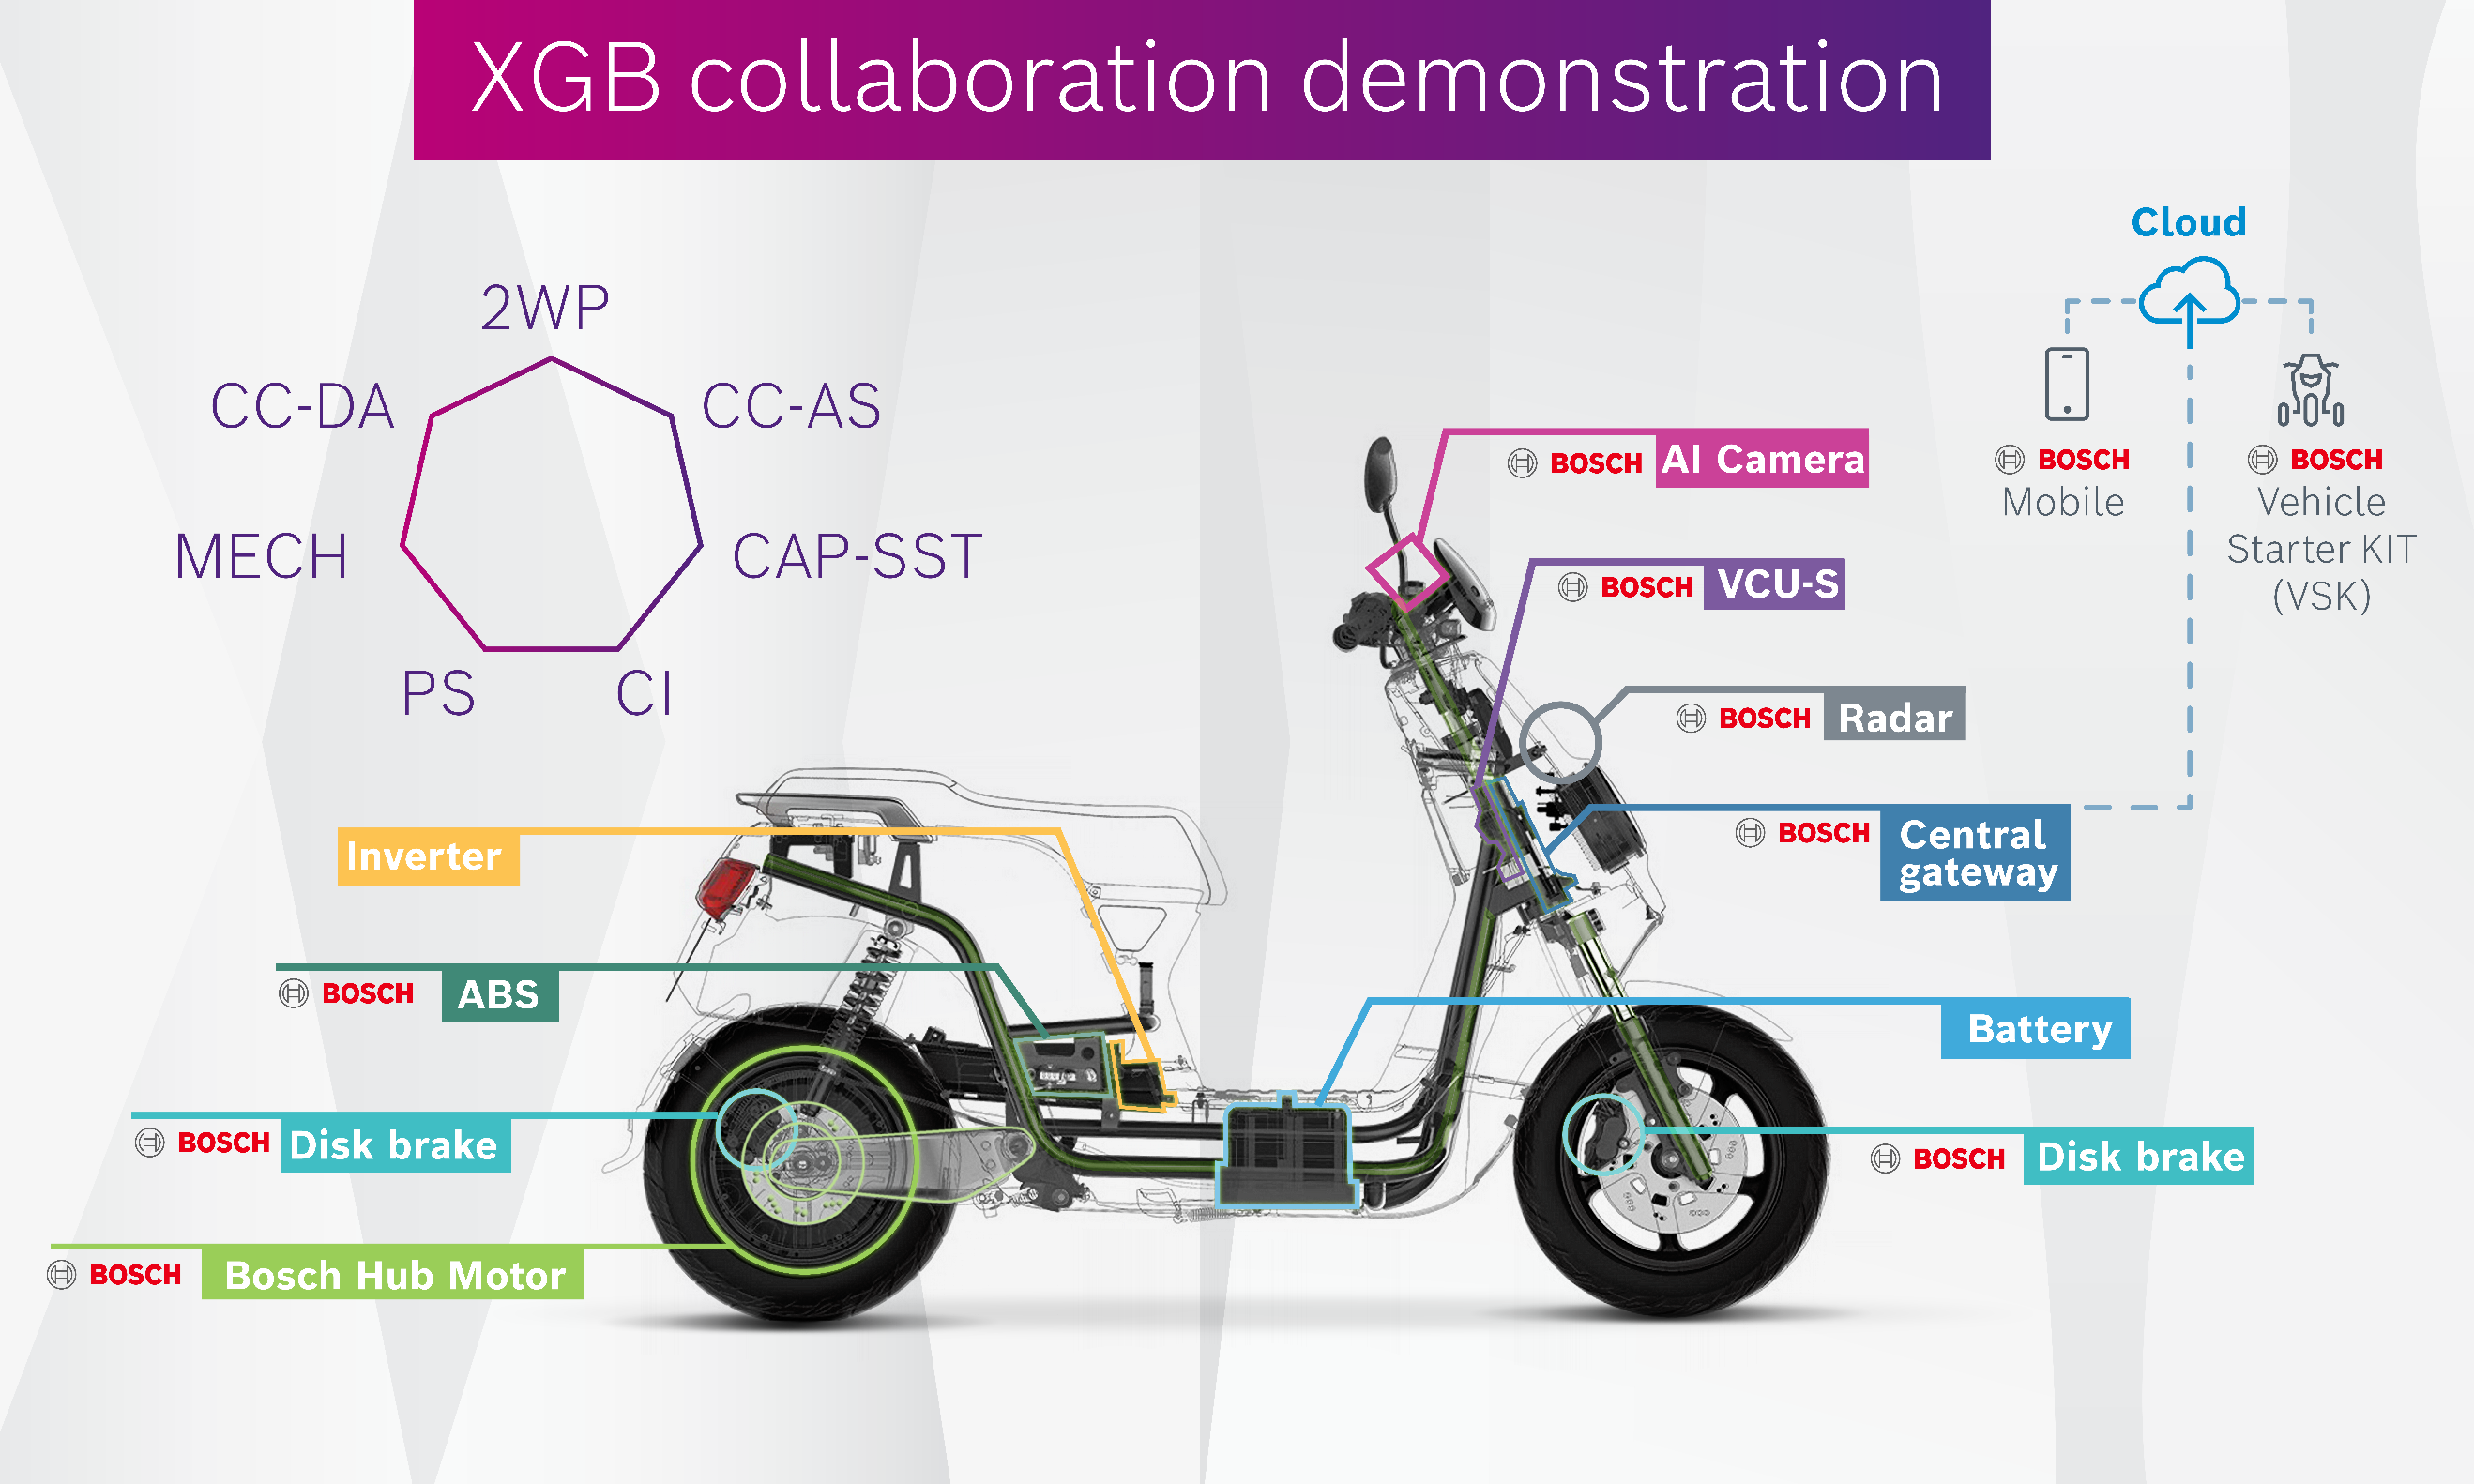 XGB collaboration demonstration
Cloud
2WP
CC-DA
CC-AS
MECH
CAP-SST
PS
CI
BOSCH AI Camera
BOSCH
Mobile
BOSCH
Vehicle
Starter KIT
(VSK)
BOSCH VCU-S
BOSCH Radar
BOSCH Central
gateway
Inverter
BOSCH ABS
Battery
BOSCH Disk brake
BOSCH Disk brake
BOSCH Bosch Hub Motor